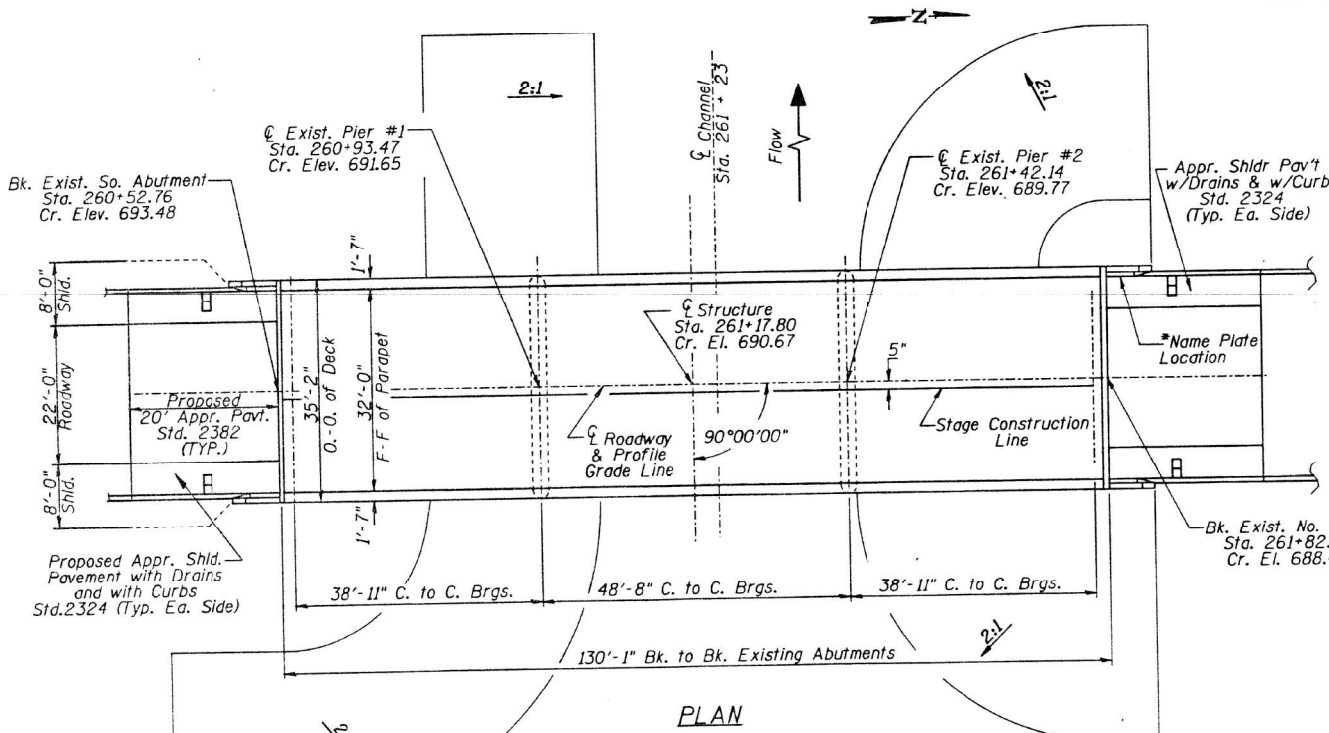 N
2:1
2:1
℄ Channel
Sta. 261 + 23
Flow
℄ Exist. Pier #1
Sta. 260+93.47
Cr. Elev. 691.65
℄ Exist. Pier #2
Sta. 261+42.14
Cr. Elev. 689.77
Appr. Shldr Pav't
w/Drains & w/Curb
Std. 2324
(Typ. Ea. Side)
Bk. Exist. So. Abutment
Sta. 260+52.76
Cr. Elev. 693.48
1'-7"
8'-0"
Shld.
℄ Structure
Sta. 261+17.80
Cr. El. 690.67
5"
*Name Plate
Location
22'-0"
Roadway
Proposed
20' Appr. Pavt.
Std. 2382
(TYP.)
35'-2"
O.-O. of Deck
32'-0"
F-F of Parapet
℄ Roadway
& Profile
Grade Line
90°00'00"
Stage Construction
Line
8'-0"
Shld.
1'-7"
Proposed Appr. Shld.
Pavement with Drains
and with Curbs
Std.2324 (Typ. Ea. Side)
Bk. Exist. No.
Sta. 261+82.
Cr. El. 688.
38'-11" C. to C. Brgs.
48'-8" C. to C. Brgs.
38'-11" C. to C. Brgs.
2:1
130'-1" Bk. to Bk. Existing Abutments
PLAN